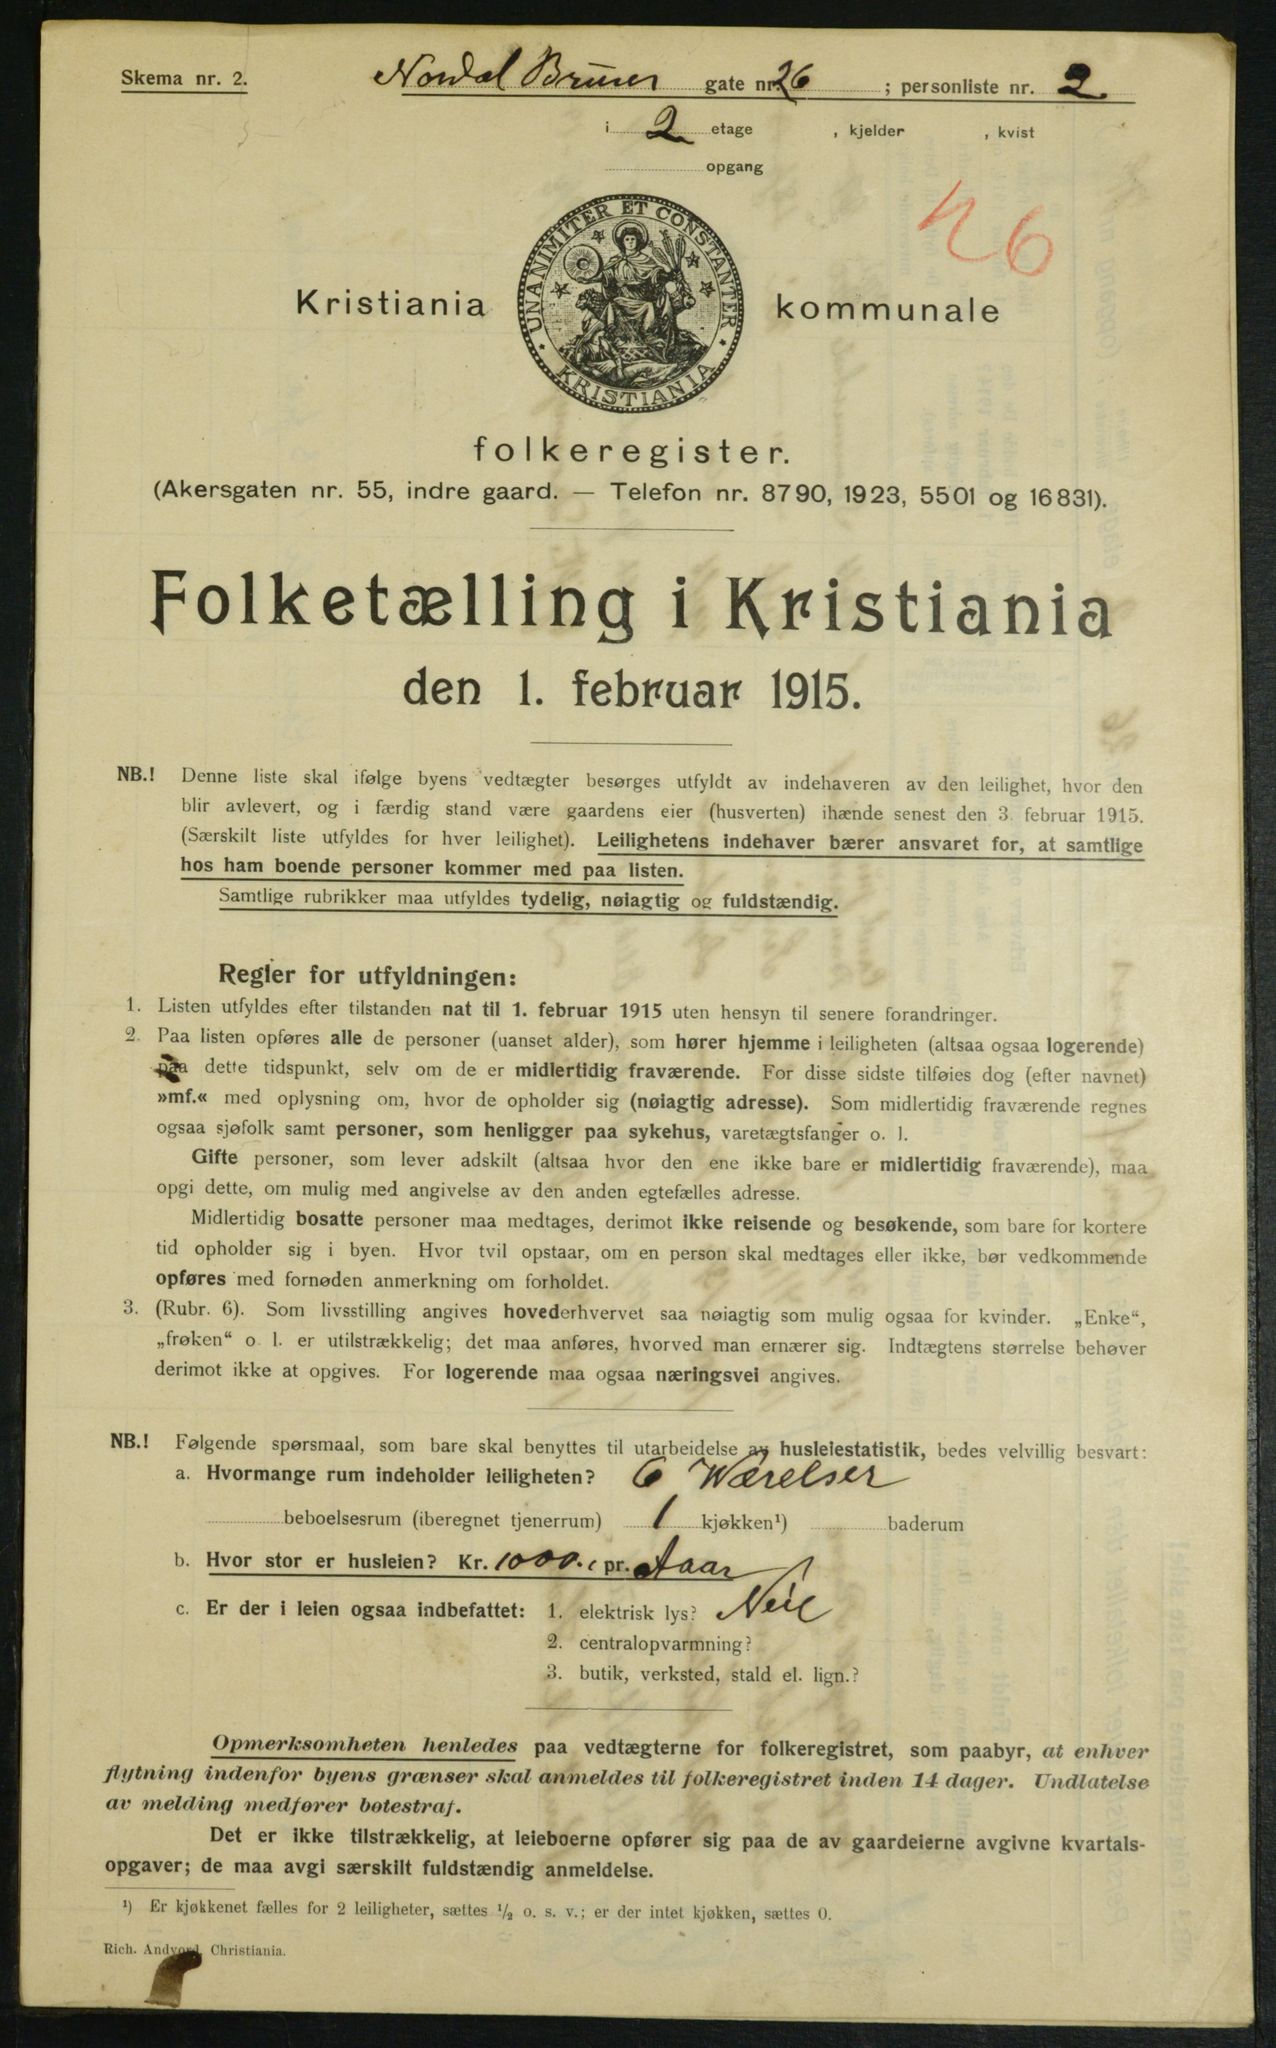 Skema nr. 2. Nordal Bruns gate nr. 26 ; personliste nr. 2
i 2 etage , kjelder , kvist
opgang
26
UNANIMITER ET CONSTANTER
KRISTIANIA
Kristiania kommunale
folkeregister.
(Akersgaten nr. 55, indre gaard. — Telefon nr. 8790, 1923, 5501 og 16831).
Folketælling i Kristiania
den 1. februar 1915.
NB.! Denne liste skal ifølge byens vedtægter besørges utfyldt av indehaveren av den leilighet, hvor den
blir avlevert, og i færdig stand være gaardens eier (husverten) ihænde senest den 3. februar 1915.
(Særskilt liste utfyldes for hver leilighet). Leilighetens indehaver bærer ansvaret for, at samtlige
hos ham boende personer kommer med paa listen.
Samtlige rubrikker maa utfyldes tydelig, nøiagtig og fuldstændig.
Regler for utfyldningen:
1. Listen utfyldes efter tilstanden nat til 1. februar 1915 uten hensyn til senere forandringer.
2. Paa listen opføres alle de personer (uanset alder), som hører hjemme i leiligheten (altsaa ogsaa logerende)
paa dette tidspunkt, selv om de er midlertidig fraværende. For disse sidste tilføies dog (efter navnet)
»mf.« med oplysning om, hvor de opholder sig (nøiagtig adresse). Som midlertidig fraværende regnes
ogsaa sjøfolk samt personer, som henligger paa sykehus, varetægtsfanger o. l.
Gifte personer, som lever adskilt (altsaa hvor den ene ikke bare er midlertidig fraværende), maa
opgi dette, om mulig med angivelse av den anden egtefælles adresse.
Midlertidig bosatte personer maa medtages, derimot ikke reisende og besøkende, som bare for kortere
tid opholder sig i byen. Hvor tvil opstaar, om en person skal medtages eller ikke, bør vedkommende
opføres med fornøden anmerkning om forholdet.
3. (Rubr. 6). Som livsstilling angives hovederhvervet saa nøiagtig som mulig ogsaa for kvinder. „Enke“,
„frøken“ o. l. er utilstrækkelig; det maa anføres, hvorved man ernærer sig. Indtægtens størrelse behøver
derimot ikke at opgives. For logerende maa ogsaa næringsvei angives.
NB.! Følgende spørsmaal, som bare skal benyttes til utarbeidelse av husleiestatistik, bedes velvillig besvart:
a. Hvormange rum indeholder leiligheten? 6 Wærelser
beboelsesrum (iberegnet tjenerrum) 1 kjøkken¹) baderum
b. Hvor stor er husleien? Kr. 1000. pr. Aaar
c. Er der i leien ogsaa indbefattet: 1. elektrisk lys? Nei
2. centralopvarmning?
3. butik, verksted, stald el. lign.?
Opmerksomheten henledes paa vedtægterne for folkeregistret, som paabyr, at enhver
flytning indenfor byens grænser skal anmeldes til folkeregistret inden 14 dager. Undlatelse
av melding medfører bøtestraf.
Det er ikke tilstrækkelig, at leieboerne opfører sig paa de av gaardeierne avgivne kvartals-
opgaver; de maa avgi særskilt fuldstændig anmeldelse.
¹) Er kjøkkenet fælles for 2 leiligheter, sættes ½ o. s. v.; er der intet kjøkken, sættes 0.
Rich. Andvord, Christiania.